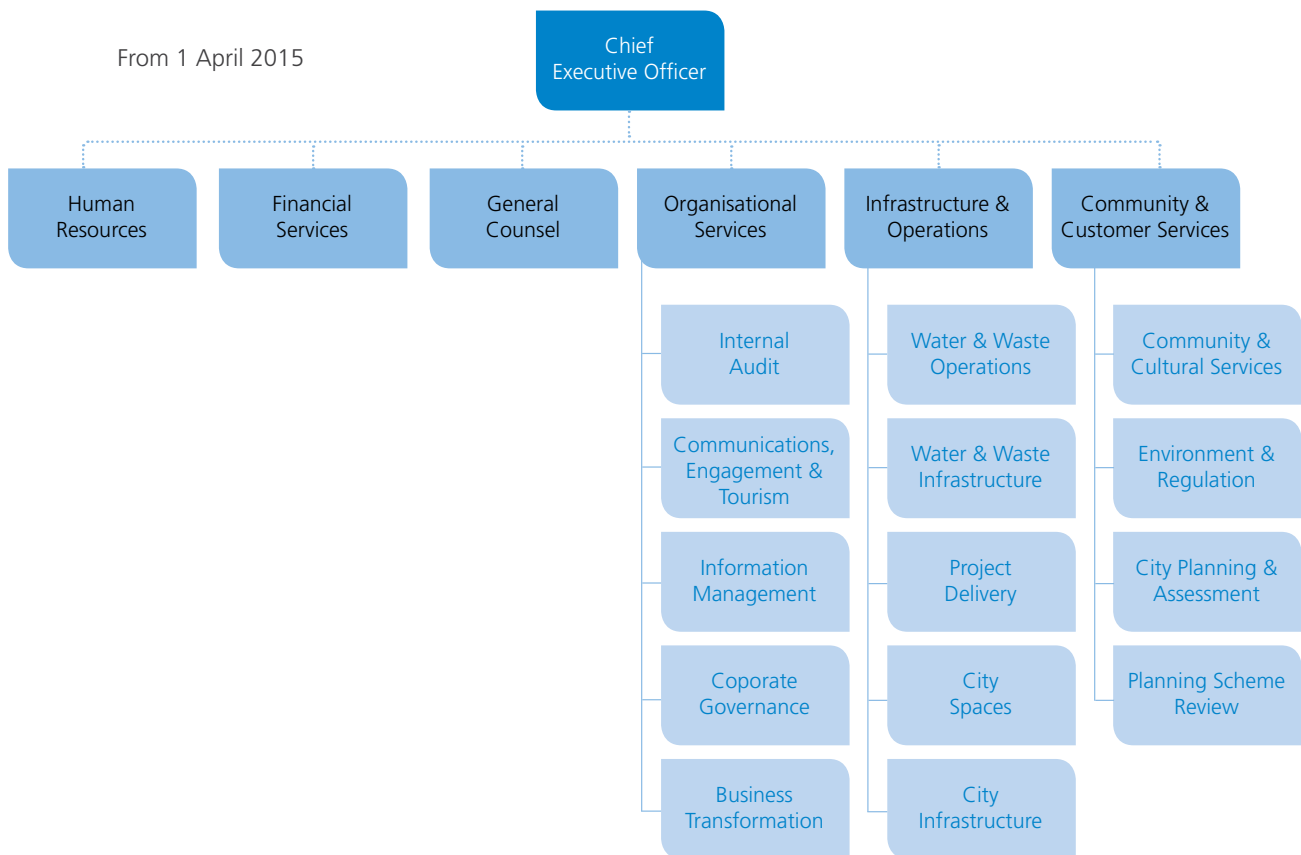 From 1 April 2015
Chief
Executive Officer
Human
Resources
Financial
Services
General
Counsel
Organisational
Services
Infrastructure &
Operations
Community &
Customer Services
Internal
Audit
Communications,
Engagement &
Tourism
Information
Management
Coporate
Governance
Business
Transformation
Water & Waste
Operations
Water & Waste
Infrastructure
Project
Delivery
City
Spaces
City
Infrastructure
Community &
Cultural Services
Environment &
Regulation
City Planning &
Assessment
Planning Scheme
Review